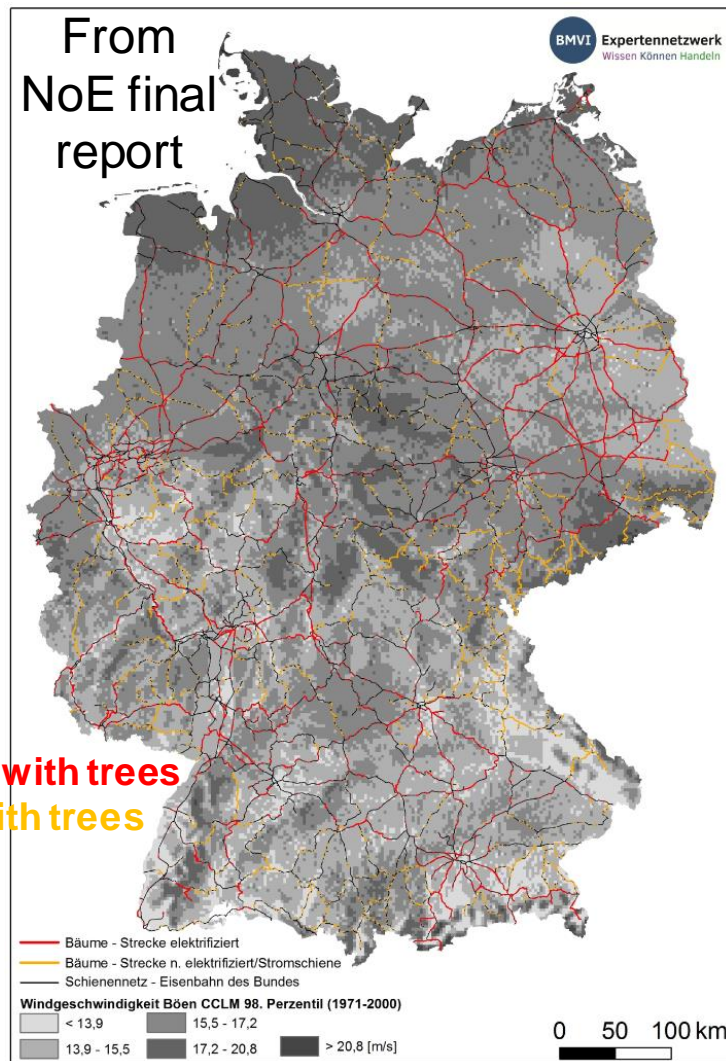 From
NoE final
report
BMVI Expertennetzwerk
Wissen Können Handeln
with trees
ith trees
Bäume - Strecke elektrifiziert
Bäume - Strecke n. elektrifiziert/Stromschiene
Schienennetz - Eisenbahn des Bundes
Windgeschwindigkeit Böen CCLM 98. Perzentil (1971-2000)
< 13,9
15,5 - 17,2
13,9 - 15,5
17,2 - 20,8
> 20,8 [m/s]
0 50 100 km